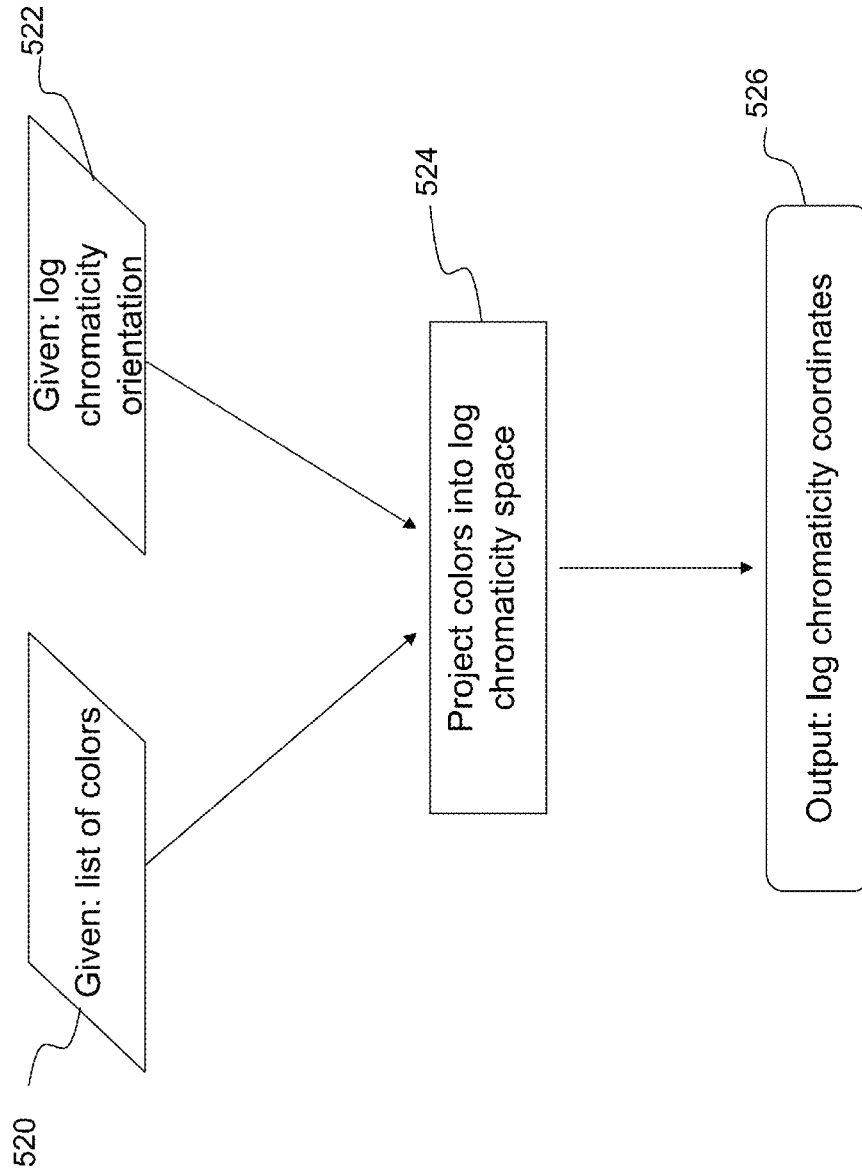 520
Given: list of colors
Given: log
chromaticity
orientation
522
Project colors into log
chromaticity space
524
Output: log chromaticity coordinates
526